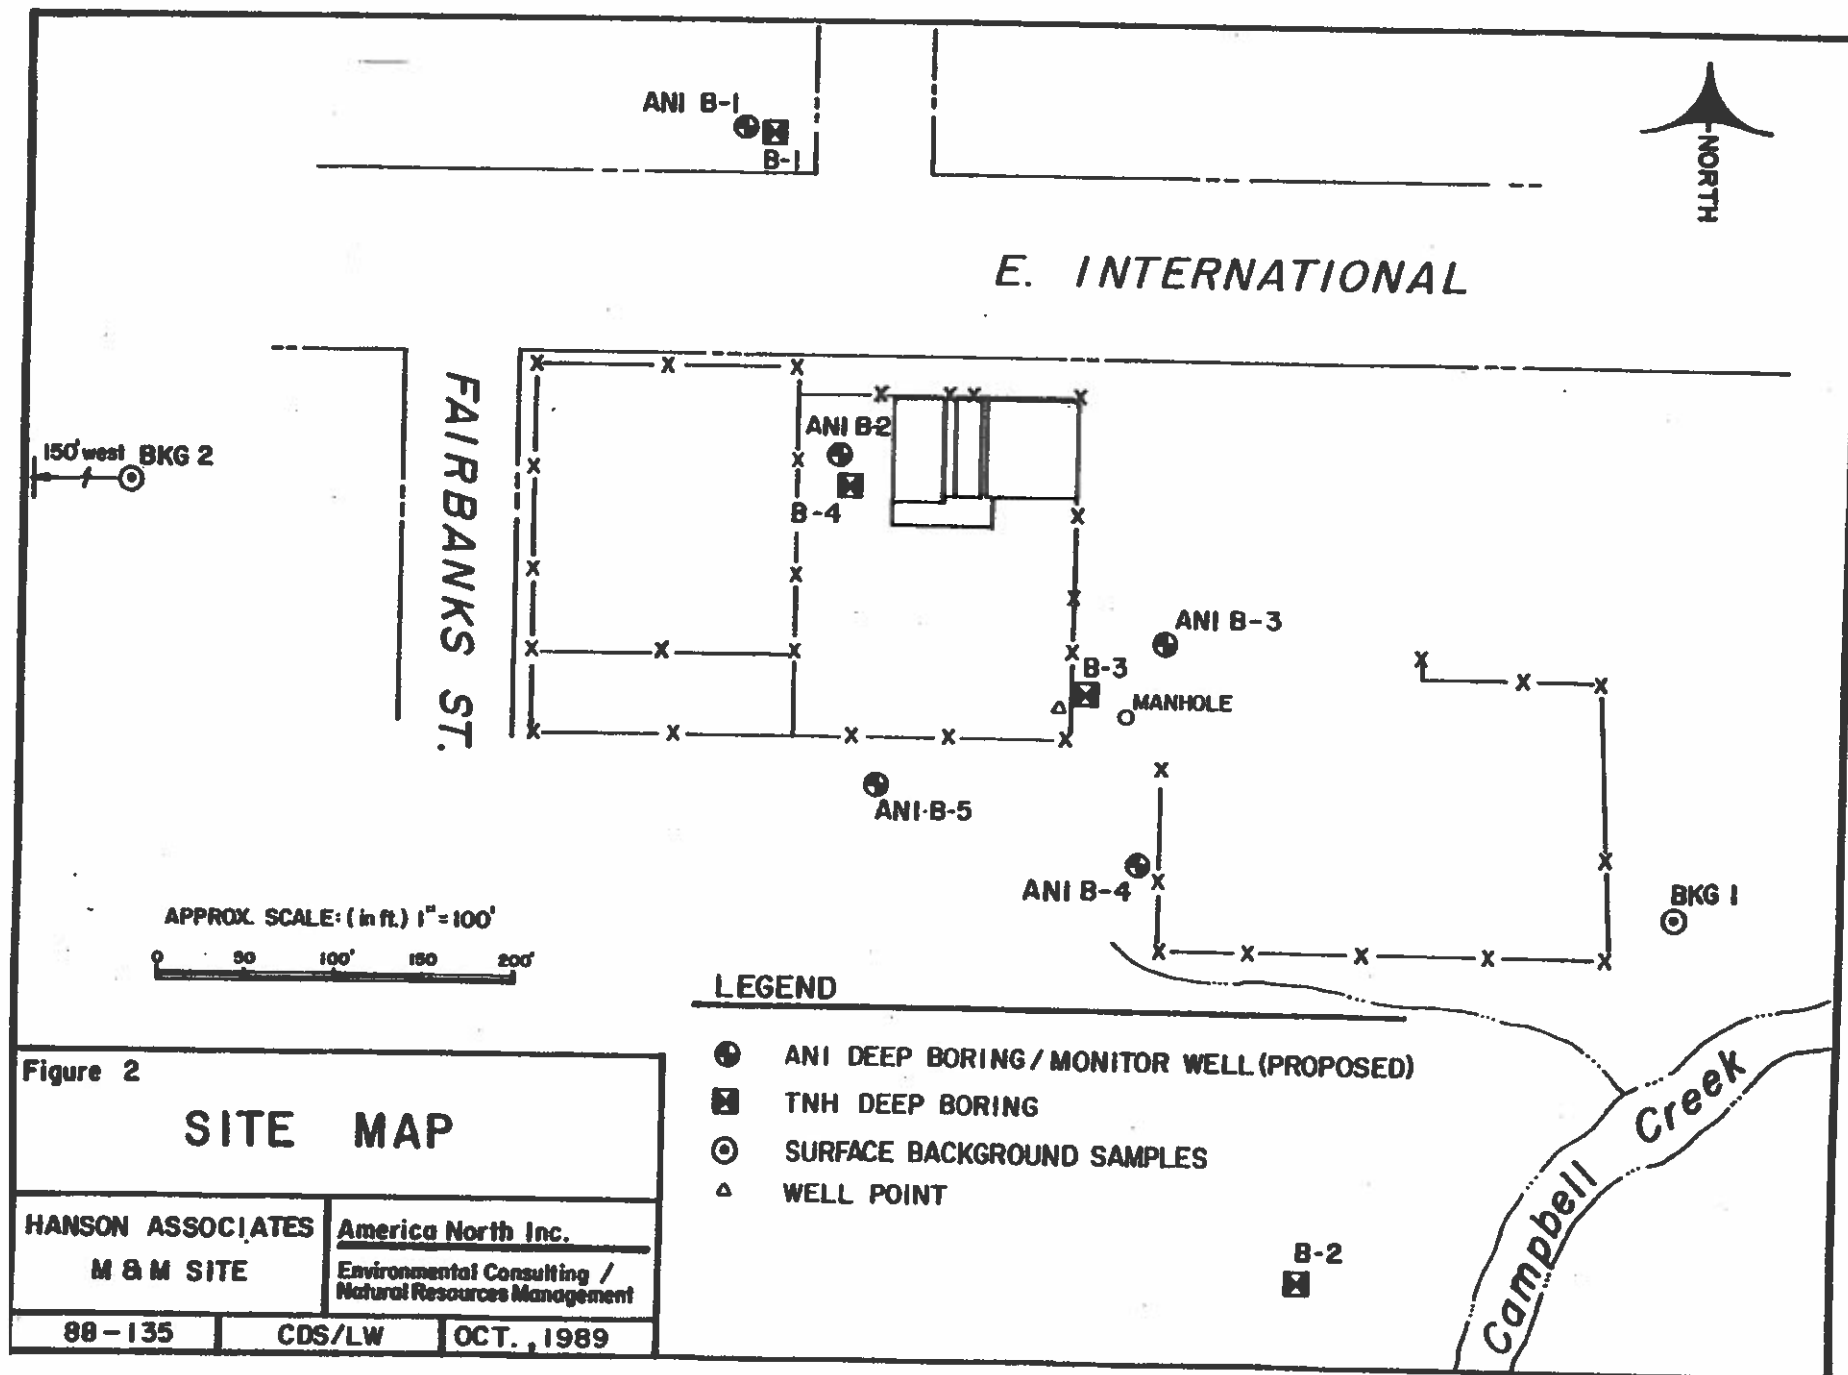 ANI B-1
B-1
NORTH
E. INTERNATIONAL
FAIRBANKS ST.
150' west BKG 2
ANI B-2
B-4
ANI B-3
B-3
MANHOLE
ANI B-5
ANI B-4
BKG 1
APPROX. SCALE: (in ft.) 1" = 100'
0 50 100' 150 200'
LEGEND
ANI DEEP BORING / MONITOR WELL (PROPOSED)
TNH DEEP BORING
SURFACE BACKGROUND SAMPLES
WELL POINT
B-2
Campbell Creek
Figure 2
SITE MAP
HANSON ASSOCIATES
M & M SITE
America North Inc.
Environmental Consulting /
Natural Resources Management
88-135
CDS/LW
OCT., 1989